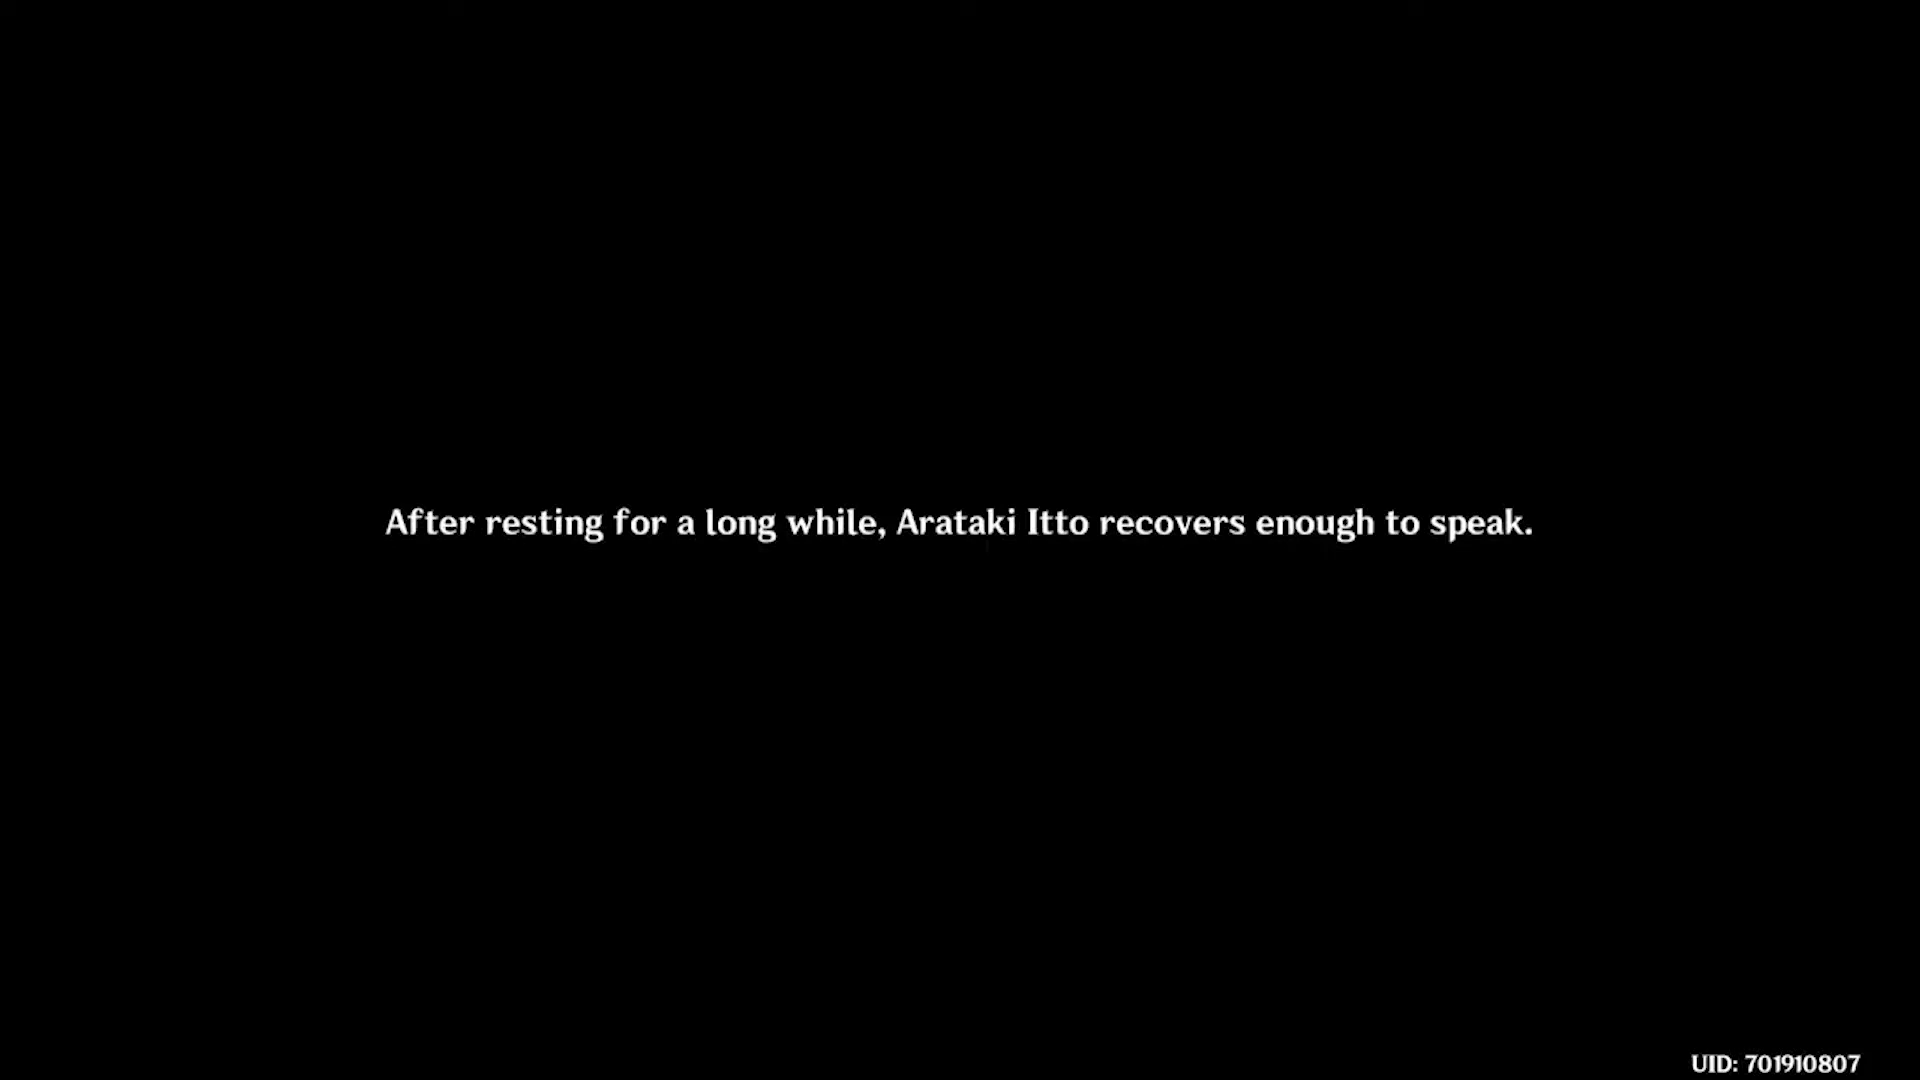 After resting for a long while, Arataki Itto recovers enough to speak.
UID: 701910807